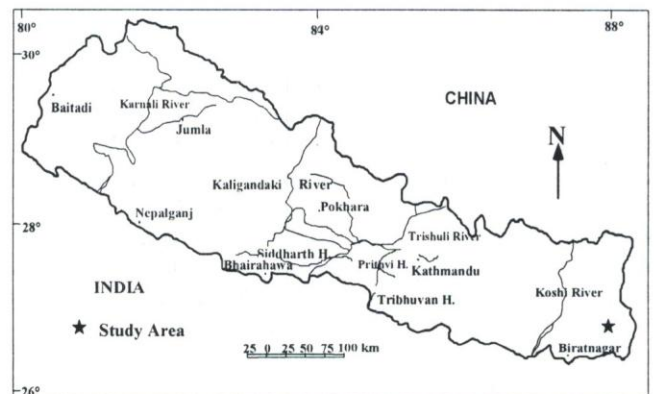 80°
84°
88°
30°
CHINA
Baitadi
Karnali River
Jumla
N
Kaligandaki River
Pokhara
Nepalganj
28°
Trishuli River
Siddharth H.
Prithvi H.
Bhairahawa
Kathmandu
INDIA
Koshi River
Tribhuvan H.
★ Study Area
Biratnagar
25 0 25 50 75 100 km
26°